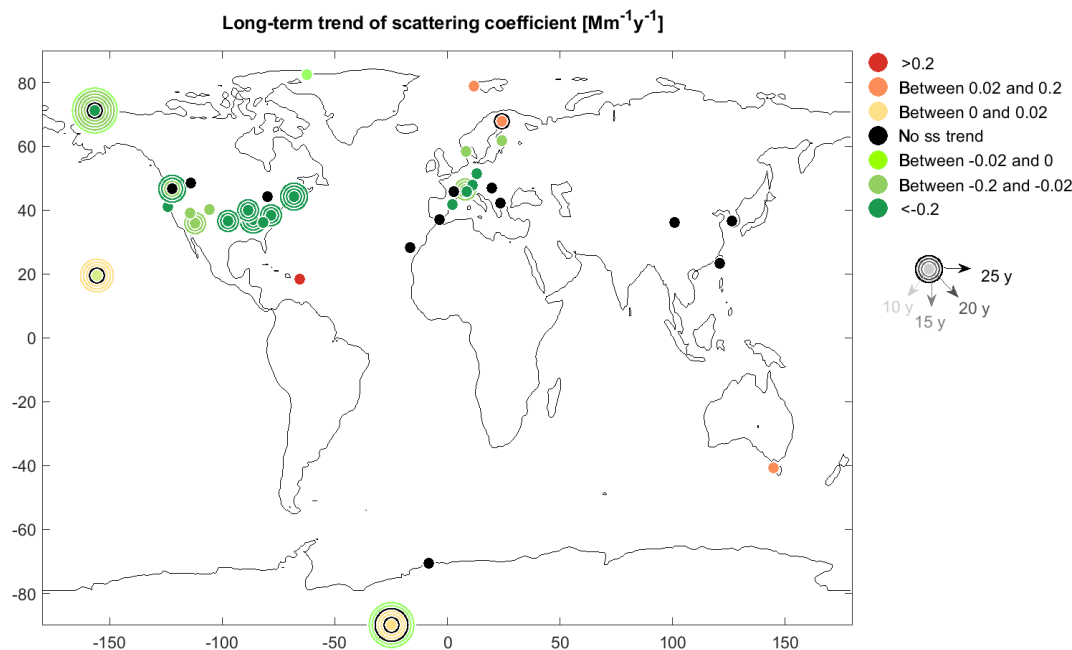 Long-term trend of scattering coefficient [Mm-1y-1]
80
60
40
20
0
-20
-40
-60
-80
-150
-100
-50
0
50
100
150
>0.2
Between 0.02 and 0.2
Between 0 and 0.02
No ss trend
Between -0.02 and 0
Between -0.2 and -0.02
<-0.2
25 y
10 y
20 y
15 y